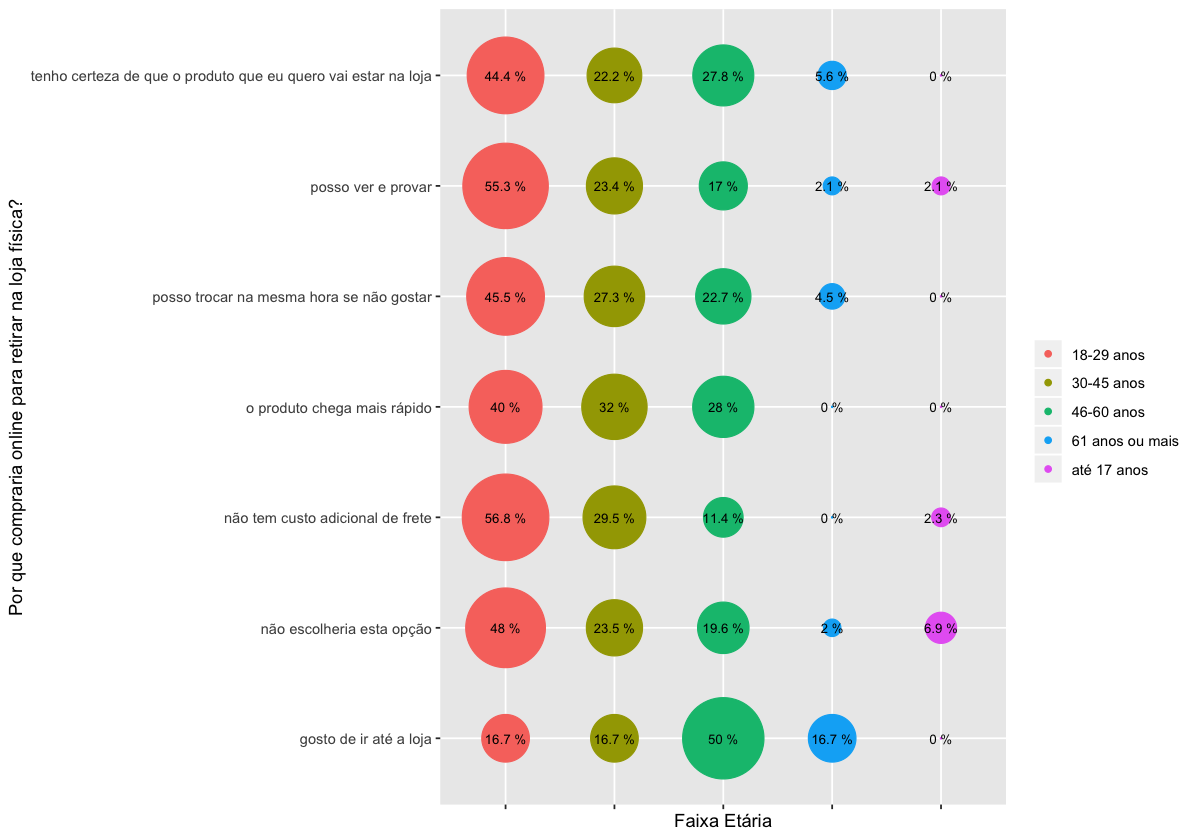 Por que compraria online para retirar na loja física?
tenho certeza de que o produto que eu quero vai estar na loja
44.4 %
22.2 %
27.8 %
5.6 %
0 %
posso ver e provar
55.3 %
23.4 %
17 %
2.1 %
2.1 %
posso trocar na mesma hora se não gostar
45.5 %
27.3 %
22.7 %
4.5 %
0 %
o produto chega mais rápido
40 %
32 %
28 %
0 %
0 %
não tem custo adicional de frete
56.8 %
29.5 %
11.4 %
0 %
2.3 %
não escolheria esta opção
48 %
23.5 %
19.6 %
2 %
6.9 %
gosto de ir até a loja
16.7 %
16.7 %
50 %
16.7 %
0 %
Faixa Etária
18-29 anos
30-45 anos
46-60 anos
61 anos ou mais
até 17 anos